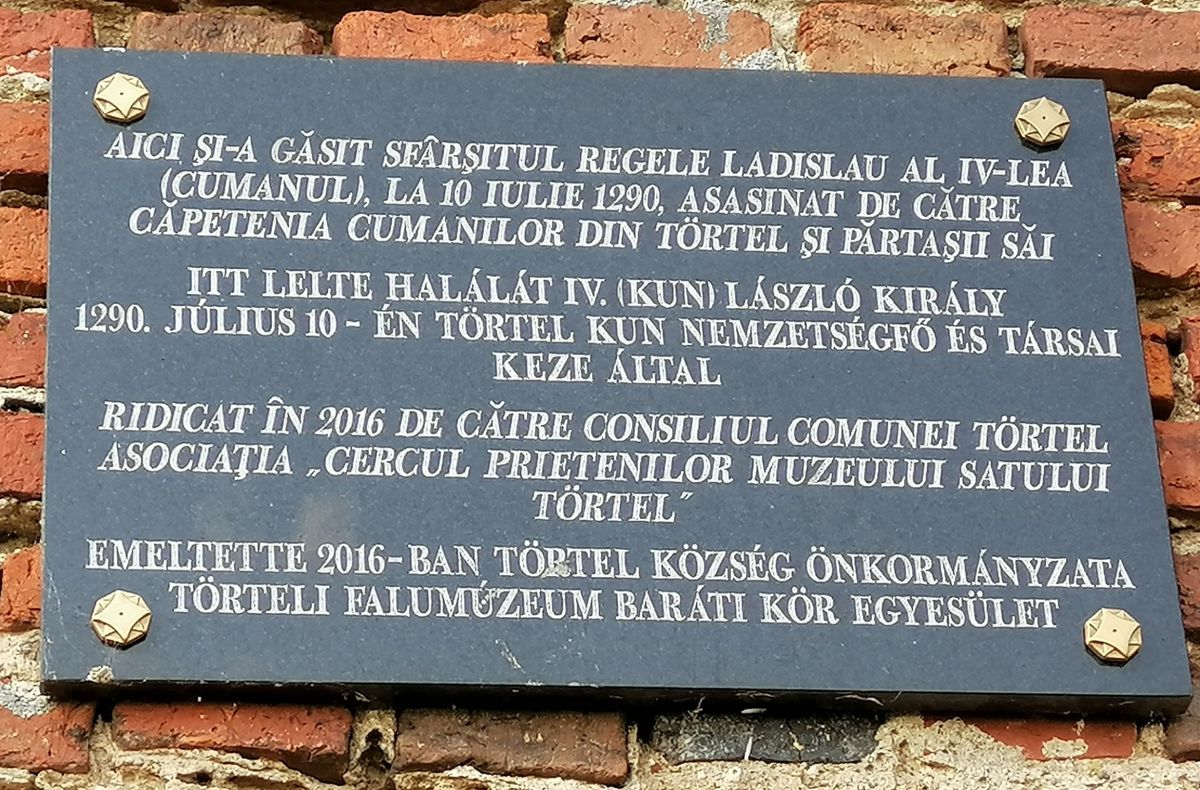 AICI ŞI-A GĂSIT SFÂRŞITUL REGELE LADISLAU AL IV-LEA
(CUMANUL), LA 10 IULIE 1290, ASASINAT DE CĂTRE
CĂPETENIA CUMANILOR DIN TÖRTEL ŞI PĂRTAŞII SĂI
ITT LELTE HALÁLÁT IV. (KUN) LÁSZLÓ KIRÁLY
1290. JÚLIUS 10 - ÉN TÖRTEL KUN NEMZETSÉGFŐ ÉS TÁRSAI
KEZE ÁLTAL
RIDICAT ÎN 2016 DE CĂTRE CONSILIUL COMUNEI TÖRTEL
ASOCIAŢIA „CERCUL PRIETENILOR MUZEULUI SATULUI
TÖRTEL”
EMELTETTE 2016-BAN TÖRTEL KÖZSÉG ÖNKORMÁNYZATA
TÖRTELI FALUMÚZEUM BARÁTI KÖR EGYESÜLET